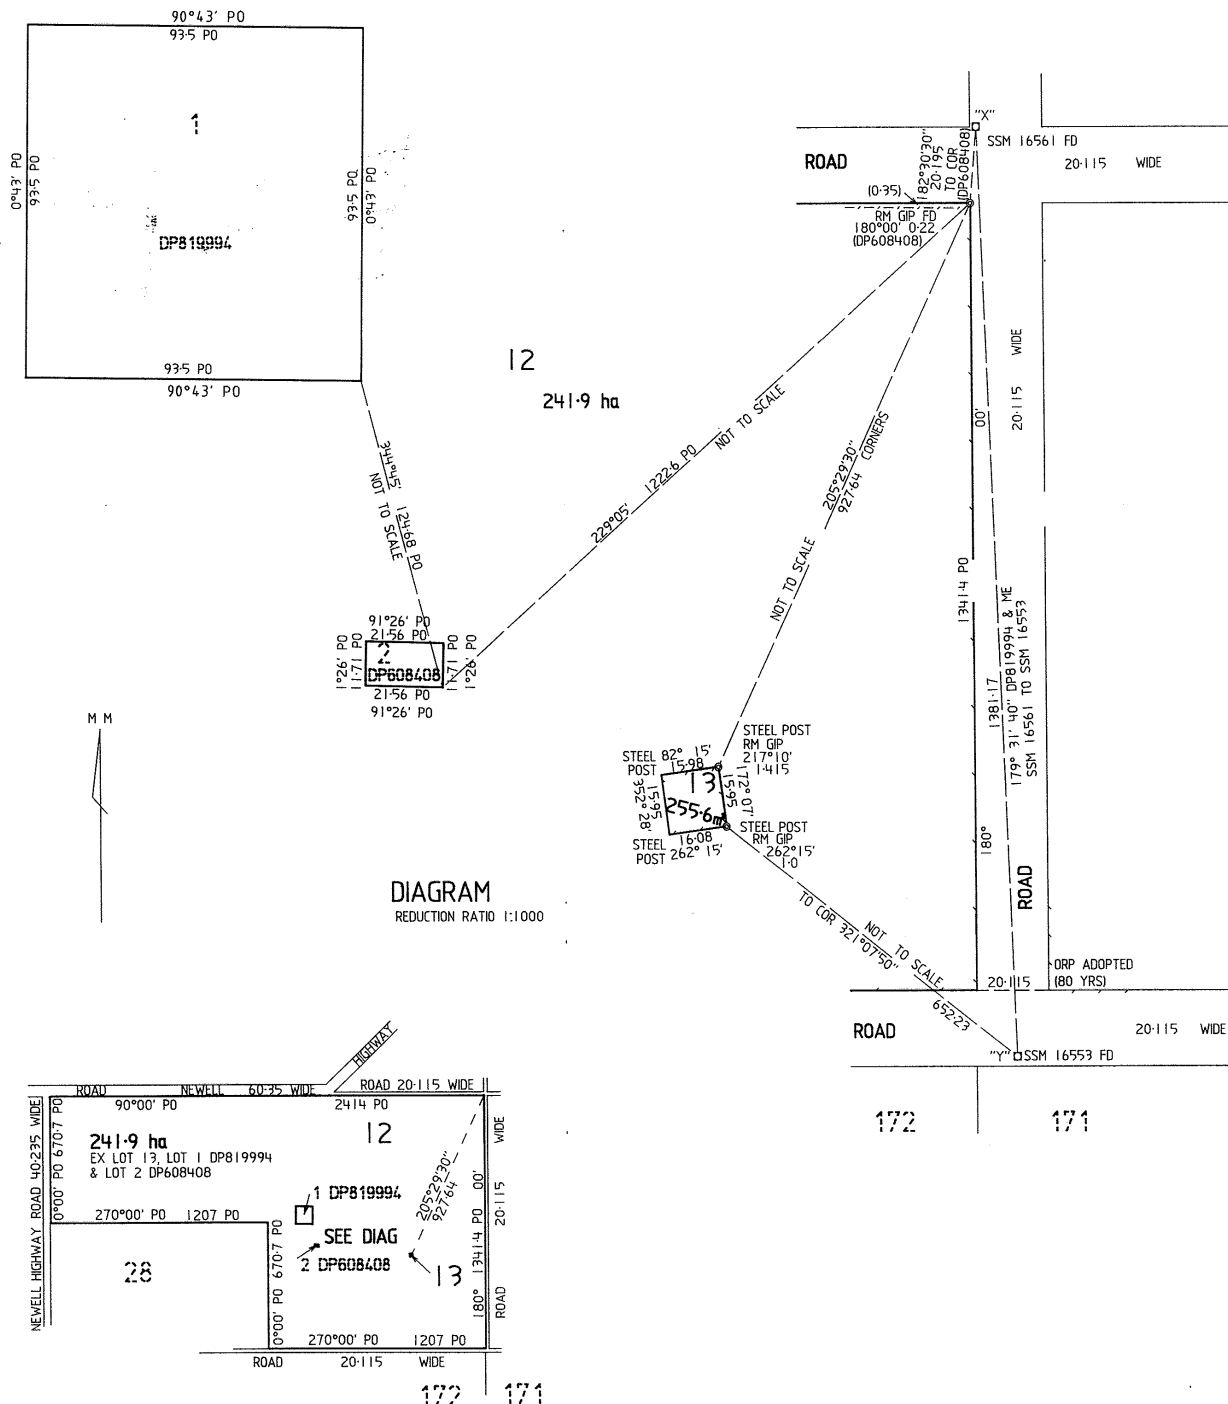 90°43' PO
93·5 PO
1
0°43' PO
93·5 PO
93·5 PO
0°43' PO
DP819994
93·5 PO
90°43' PO
12
241·9 ha
344°45' 124·68 PO
NOT TO SCALE
229°05' 1222·6 PO
NOT TO SCALE
91°26' PO
21·56 PO
1°26' PO
11·71 PO
2
DP608408
11·71 PO
1°26' PO
21·56 PO
91°26' PO
M M
"X"
SSM 16561 FD
ROAD
20·115 WIDE
182°30'30"
20·195
TO COR
(DP608408)
(0·35)
RM GIP FD
180°00' 0·22
(DP608408)
205°29'30"
927·64 CORNERS
NOT TO SCALE
20·115 WIDE
180° 00'
1341·4 PO
1381·17
179° 31' 40" DP819994 & ME
SSM 16561 TO SSM 16553
ROAD
STEEL POST
RM GIP
217°10'
1·415
STEEL POST
82° 15'
15·98
13
255·6m²
15·95
352° 28'
15·95
172° 07'
16·08
STEEL POST 262° 15'
STEEL POST
RM GIP
262°15'
1·0
TO COR 321°07'50"
NOT TO SCALE
652·23
20·115
ORP ADOPTED
(80 YRS)
ROAD
20·115 WIDE
"Y" SSM 16553 FD
172 171
DIAGRAM
REDUCTION RATIO 1:1000
HIGHWAY
ROAD NEWELL 60·35 WIDE
ROAD 20·115 WIDE
90°00' PO 2414 PO
NEWELL HIGHWAY ROAD 40·235 WIDE
0°00' PO 670·7 PO
12
241·9 ha
EX LOT 13, LOT 1 DP819994
& LOT 2 DP608408
205°29'30"
927·64
1 DP819994
270°00' PO 1207 PO
SEE DIAG
2 DP608408
28
13
0°00' PO 670·7 PO
180° 1341·4 PO 00'
ROAD 20·115 WIDE
270°00' PO 1207 PO
ROAD 20·115 WIDE
172 171